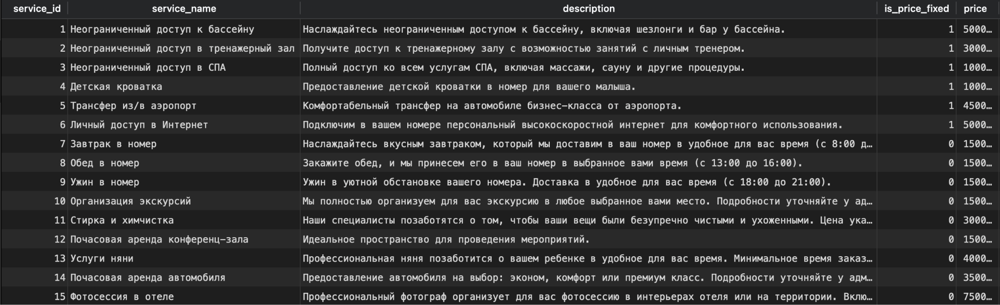 service_id service_name description is_price_fixed price
1 Неограниченный доступ к бассейну Наслаждайтесь неограниченным доступом к бассейну, включая шезлонги и бар у бассейна. 1 5000…
2 Неограниченный доступ в тренажерный зал Получите доступ к тренажерному залу с возможностью занятий с личным тренером. 1 3000…
3 Неограниченный доступ в СПА Полный доступ ко всем услугам СПА, включая массажи, сауну и другие процедуры. 1 1000…
4 Детская кроватка Предоставление детской кроватки в номер для вашего малыша. 1 1000…
5 Трансфер из/в аэропорт Комфортабельный трансфер на автомобиле бизнес-класса от аэропорта. 1 4500…
6 Личный доступ в Интернет Подключим в вашем номере персональный высокоскоростной интернет для комфортного использования. 1 5000…
7 Завтрак в номер Наслаждайтесь вкусным завтраком, который мы доставим в ваш номер в удобное для вас время (с 8:00 д… 0 1500…
8 Обед в номер Закажите обед, и мы принесем его в ваш номер в выбранное вами время (с 13:00 до 16:00). 0 1500…
9 Ужин в номер Ужин в уютной обстановке вашего номера. Доставка в удобное для вас время (с 18:00 до 21:00). 0 1500…
10 Организация экскурсий Мы полностью организуем для вас экскурсию в любое выбранное вами место. Подробности уточняйте у ад… 0 1500…
11 Стирка и химчистка Наши специалисты позаботятся о том, чтобы ваши вещи были безупречно чистыми и ухоженными. Цена ука… 0 3000…
12 Почасовая аренда конференц-зала Идеальное пространство для проведения мероприятий. 0 1500…
13 Услуги няни Профессиональная няня позаботится о вашем ребенке в удобное для вас время. Минимальное время заказ… 0 4000…
14 Почасовая аренда автомобиля Предоставление автомобиля на выбор: эконом, комфорт или премиум класс. Подробности уточняйте у адм… 0 3500…
15 Фотосессия в отеле Профессиональный фотограф организует для вас фотосессию в интерьерах отеля или на территории. Вклю… 0 7500…